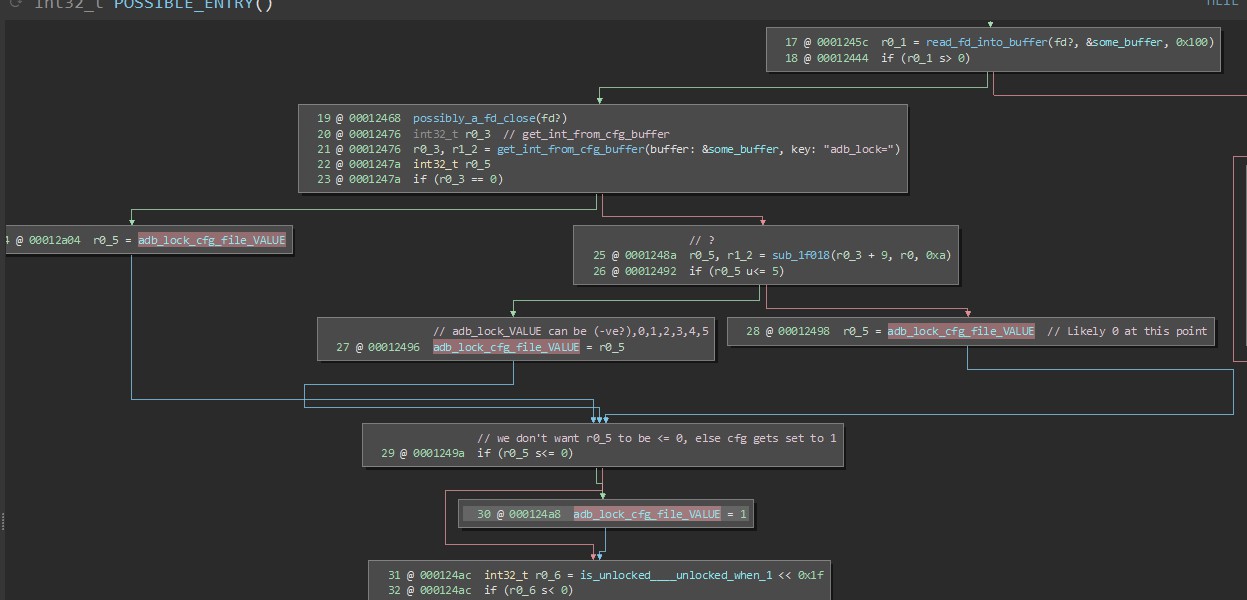 int32_t POSSIBLE_ENTRY()
HLIL
17 @ 0001245c r0_1 = read_fd_into_buffer(fd?, &some_buffer, 0x100)
18 @ 00012444 if (r0_1 s> 0)
19 @ 00012468 possibly_a_fd_close(fd?)
20 @ 00012476 int32_t r0_3 // get_int_from_cfg_buffer
21 @ 00012476 r0_3, r1_2 = get_int_from_cfg_buffer(buffer: &some_buffer, key: "adb_lock=")
22 @ 0001247a int32_t r0_5
23 @ 0001247a if (r0_3 == 0)
4 @ 00012a04 r0_5 = adb_lock_cfg_file_VALUE
// ?
25 @ 0001248a r0_5, r1_2 = sub_1f018(r0_3 + 9, r0, 0xa)
26 @ 00012492 if (r0_5 u<= 5)
// adb_lock_VALUE can be (-ve?),0,1,2,3,4,5
27 @ 00012496 adb_lock_cfg_file_VALUE = r0_5
28 @ 00012498 r0_5 = adb_lock_cfg_file_VALUE // Likely 0 at this point
// we don't want r0_5 to be <= 0, else cfg gets set to 1
29 @ 0001249a if (r0_5 s<= 0)
30 @ 000124a8 adb_lock_cfg_file_VALUE = 1
31 @ 000124ac int32_t r0_6 = is_unlocked____unlocked_when_1 << 0x1f
32 @ 000124ac if (r0_6 s< 0)